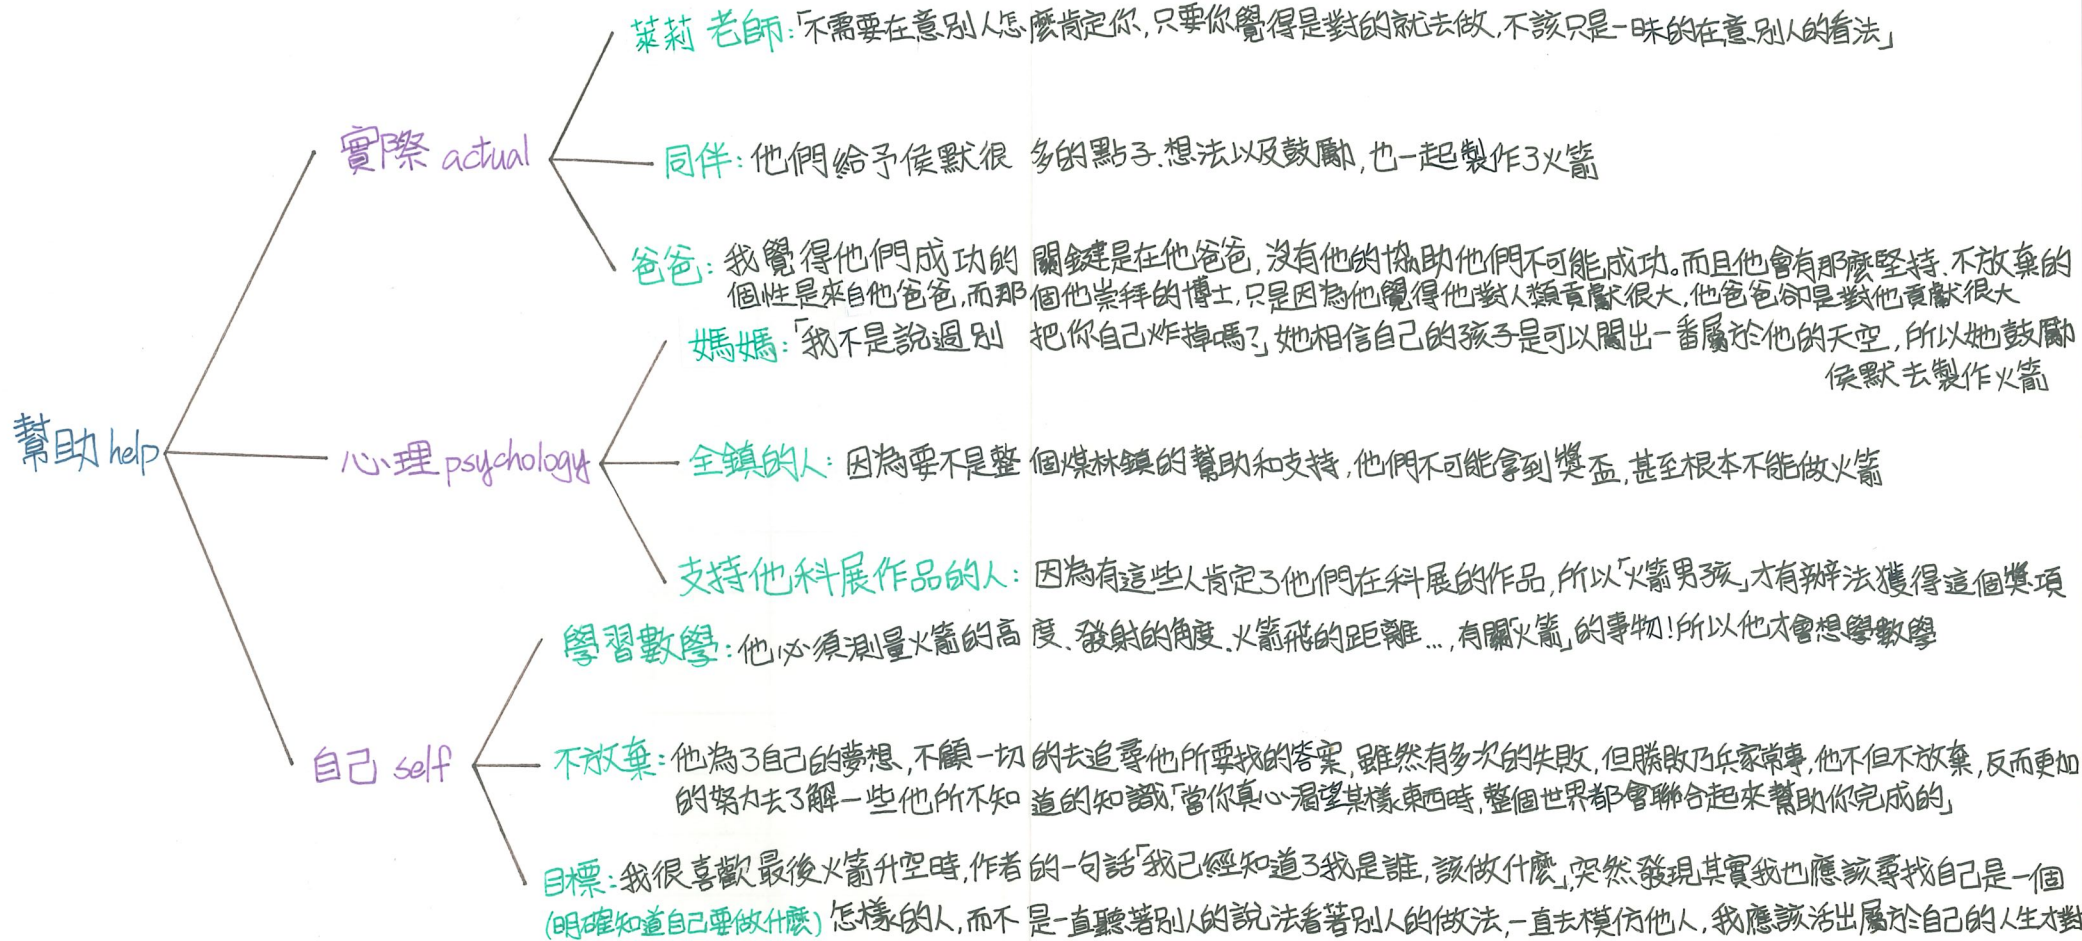 萊莉 老師:「不需要在意別人怎麼肯定你,只要你覺得是對的就去做,不該只是一昧的在意別人的看法」
實際 actual
同伴:他們給予侯默很多的點子、想法以及鼓勵,也一起製作了火箭
爸爸:我覺得他們成功的關鍵是在他爸爸,沒有他的協助他們不可能成功。而且他會有那麼堅持、不放棄的
個性是來自他爸爸,而那個他崇拜的博士,只是因為他覺得他對人類貢獻很大,他爸爸卻是對他貢獻很大
媽媽:「我不是說過別把你自己炸掉嗎?」她相信自己的孩子是可以闖出一番屬於他的天空,所以她鼓勵
侯默去製作火箭
幫助 help
心理 psychology
全鎮的人:因為要不是整個煤林鎮的幫助和支持,他們不可能拿到獎盃,甚至根本不能做火箭
支持他科展作品的人:因為有這些人肯定了他們在科展的作品,所以「火箭男孩」才有辦法獲得這個獎項
學習數學:他必須測量火箭的高度、發射的角度、火箭飛的距離...,有關「火箭」的事物!所以他才會想學數學
自己 self
不放棄:他為了自己的夢想,不顧一切的去追尋他所要找的答案,雖然有多次的失敗,但勝敗乃兵家常事,他不但不放棄,反而更加
的努力去了解一些他所不知道的知識,「當你真心渴望某樣東西時,整個世界都會聯合起來幫助你完成的」
目標:我很喜歡最後火箭升空時,作者的一句話「我已經知道了我是誰,該做什麼」,突然發現其實我也應該尋找自己是一個
(明確知道自己要做什麼) 怎樣的人,而不是一直聽著別人的說法看著別人的做法,一直去模仿他人,我應該活出屬於自己的人生才對